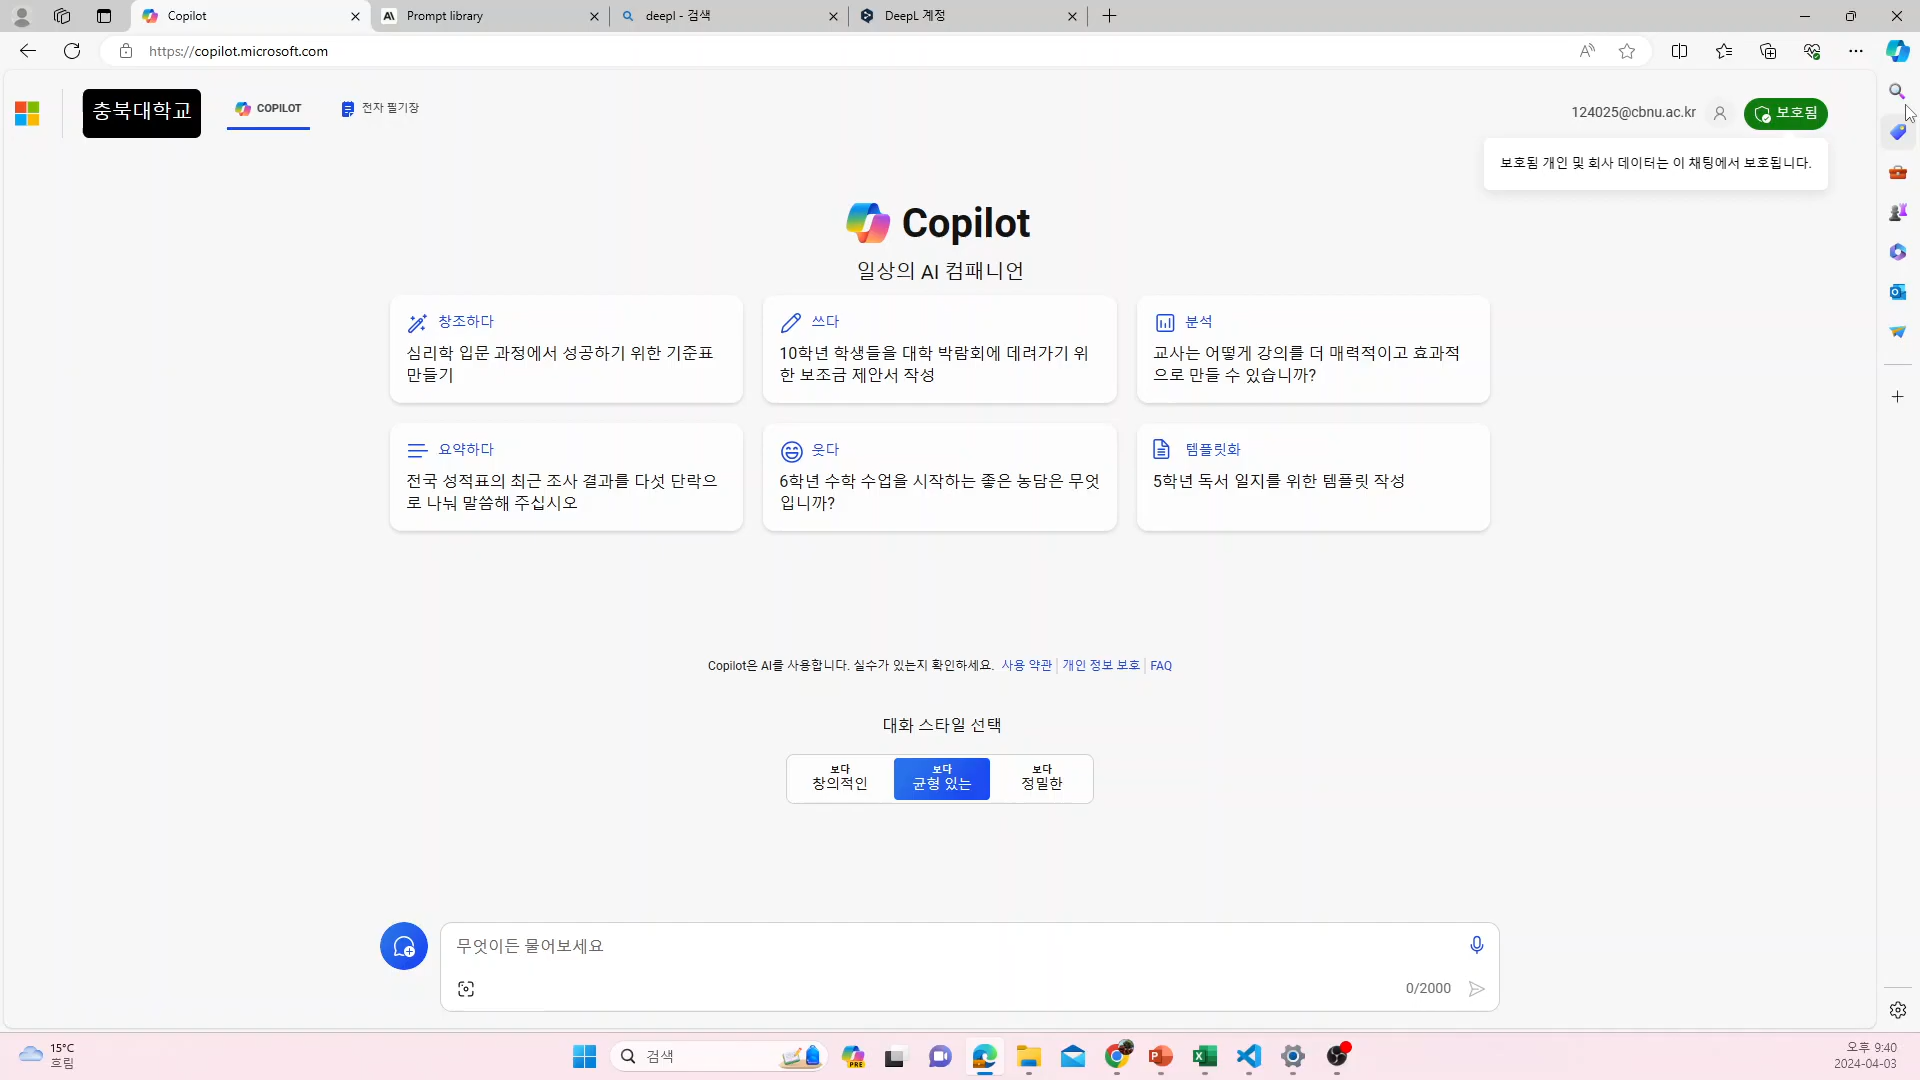 Copilot
Prompt library
deepl - 검색
DeepL 계정
https://copilot.microsoft.com
충북대학교
COPILOT
전자 필기장
124025@cbnu.ac.kr
보호됨
보호됨 개인 및 회사 데이터는 이 채팅에서 보호됩니다.
Copilot
일상의 AI 컴패니언
창조하다
심리학 입문 과정에서 성공하기 위한 기준표
만들기
쓰다
10학년 학생들을 대학 박람회에 데려가기 위
한 보조금 제안서 작성
분석
교사는 어떻게 강의를 더 매력적이고 효과적
으로 만들 수 있습니까?
요약하다
전국 성적표의 최근 조사 결과를 다섯 단락으
로 나눠 말씀해 주십시오
웃다
6학년 수학 수업을 시작하는 좋은 농담은 무엇
입니까?
템플릿화
5학년 독서 일지를 위한 템플릿 작성
Copilot은 AI를 사용합니다. 실수가 있는지 확인하세요. 사용 약관 개인 정보 보호 FAQ
대화 스타일 선택
보다
창의적인
보다
균형 있는
보다
정밀한
무엇이든 물어보세요
0/2000
15°C
흐림
검색
PRE
오후 9:40
2024-04-03